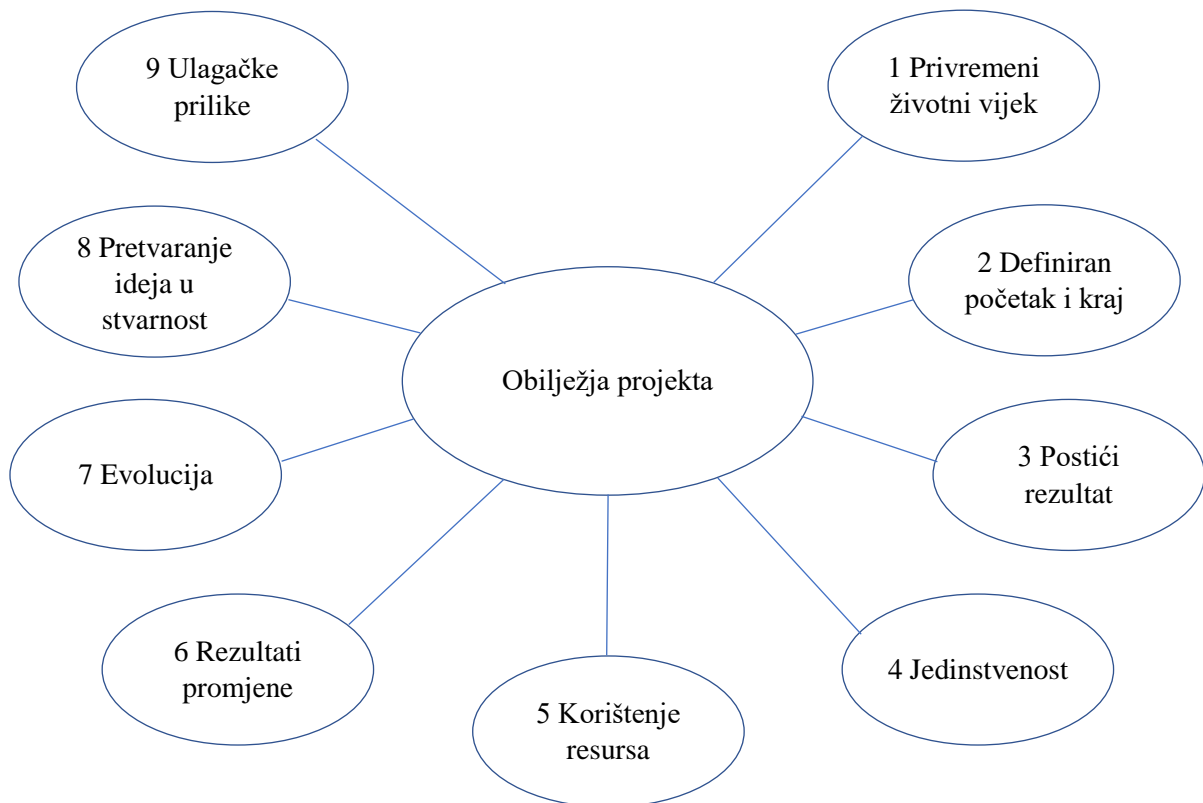 9 Ulagačke
prilike
1 Privremeni
životni vijek
8 Pretvaranje
ideja u
stvarnost
2 Definiran
početak i kraj
Obilježja projekta
7 Evolucija
3 Postići
rezultat
6 Rezultati
promjene
4 Jedinstvenost
5 Korištenje
resursa